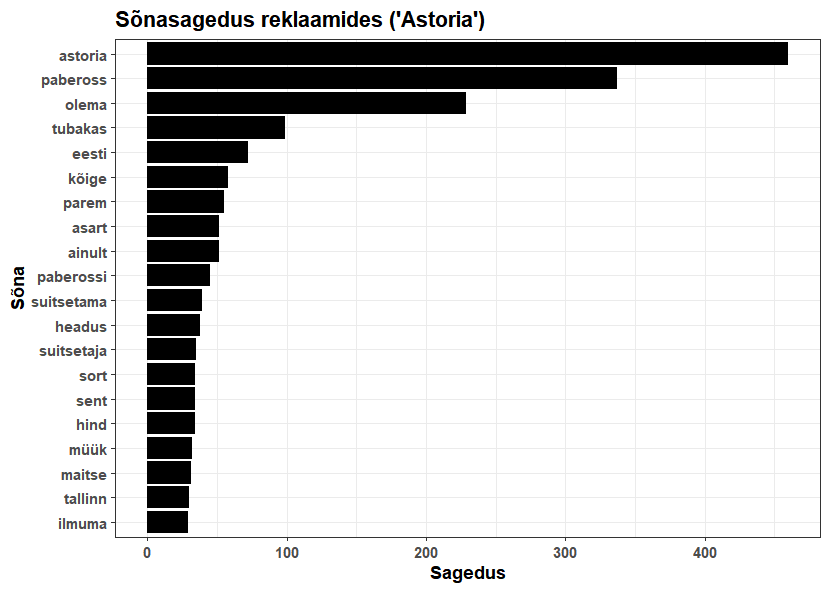 Sõnasagedus reklaamides ('Astoria')
astoria
pabeross
olema
tubakas
eesti
kõige
parem
asart
ainult
paberossi
suitsetama
headus
suitsetaja
sort
sent
hind
müük
maitse
tallinn
ilmuma
Sõna
0 100 200 300 400
Sagedus